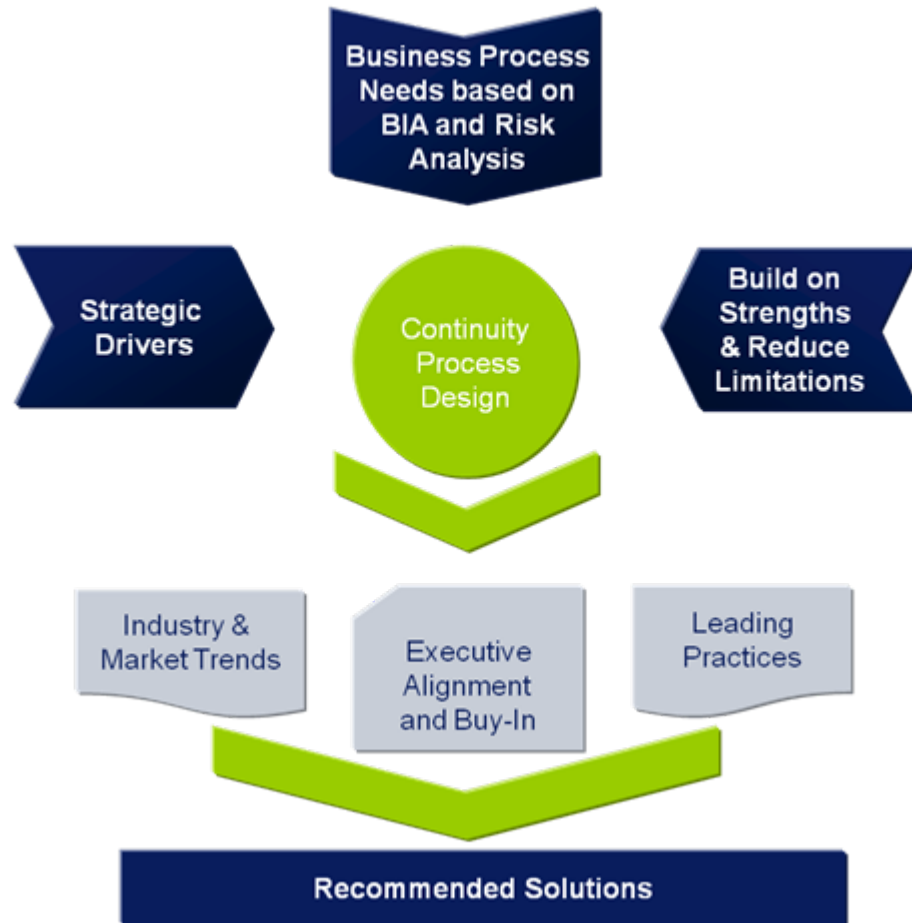 Business Process
Needs based on
BIA and Risk
Analysis
Strategic
Drivers
Continuity
Process
Design
Build on
Strengths
& Reduce
Limitations
Industry &
Market Trends
Executive
Alignment
and Buy-In
Leading
Practices
Recommended Solutions